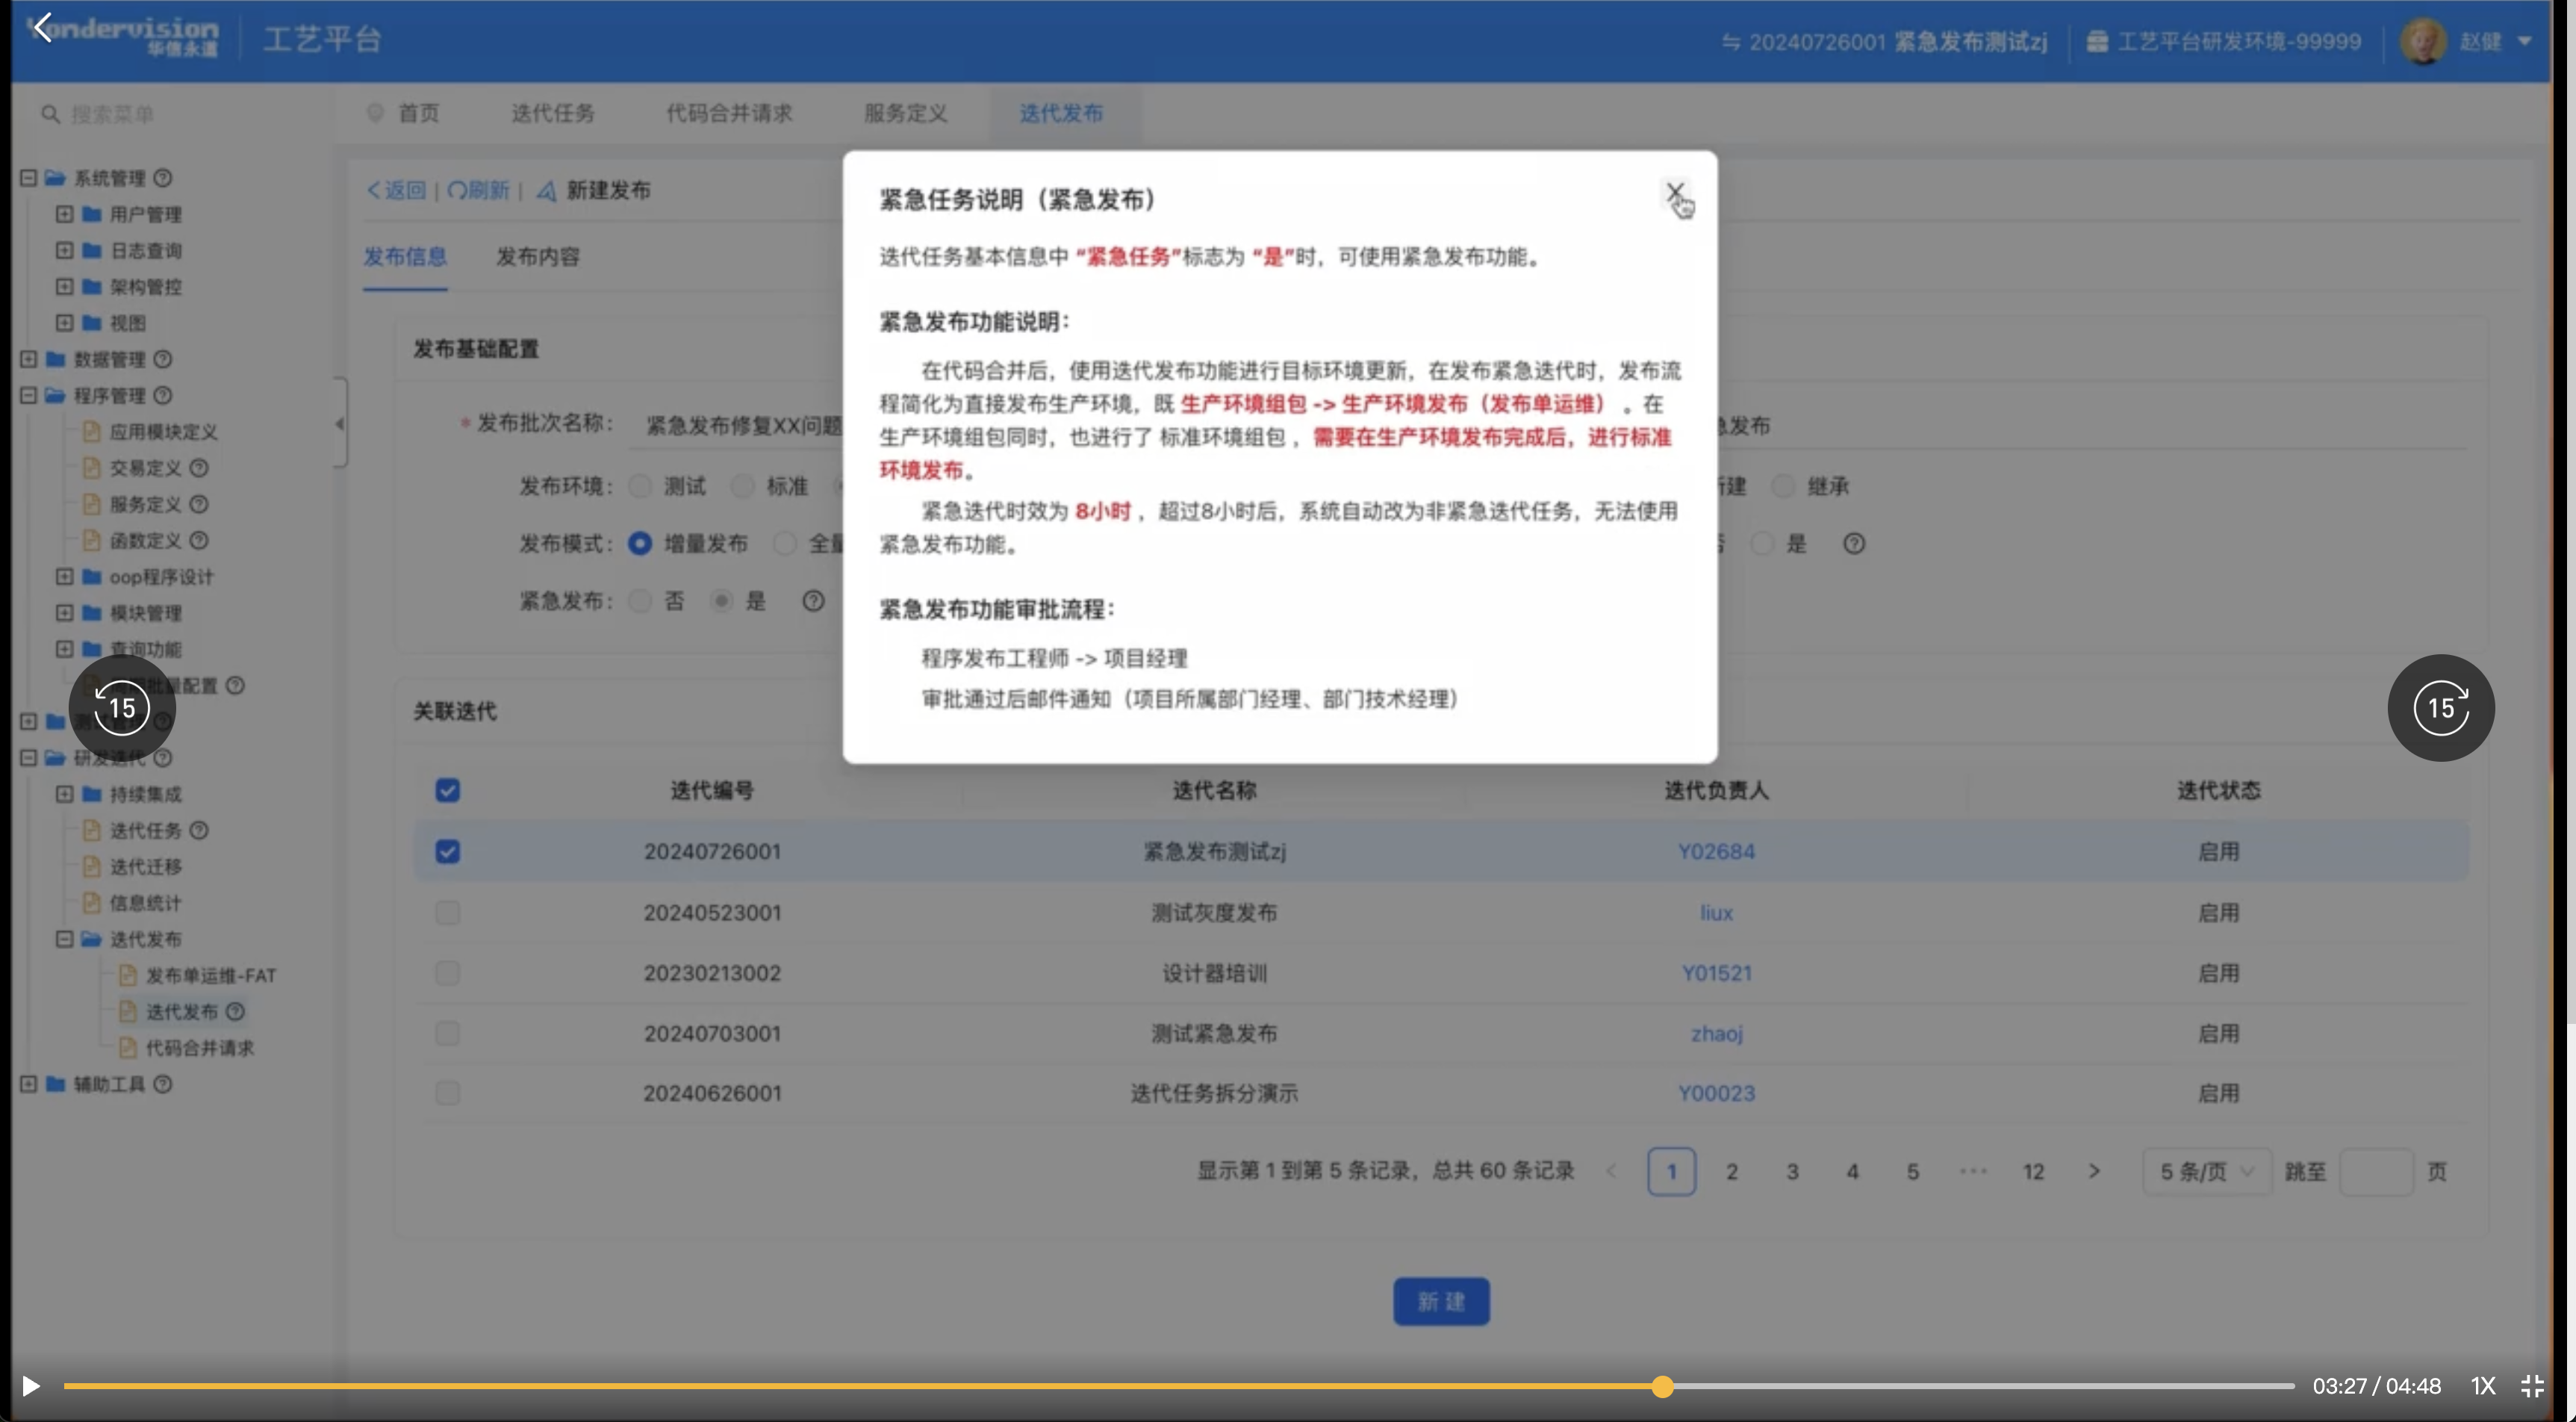 Yondervision
华信永道
工艺平台
20240726001 紧急发布测试zj
工艺平台研发环境-99999
赵健
搜索菜单
首页
迭代任务
代码合并请求
服务定义
迭代发布
系统管理
用户管理
日志查询
架构管控
视图
数据管理
程序管理
应用模块定义
交易定义
服务定义
函数定义
oop程序设计
模块管理
查询功能
批量配置
研发迭代
持续集成
迭代任务
迭代迁移
信息统计
迭代发布
发布单运维-FAT
迭代发布
代码合并请求
辅助工具
返回 | 刷新 | 新建发布
发布信息
发布内容
发布基础配置
* 发布批次名称: 紧急发布修复XX问题
急发布
发布环境: 测试 标准
新建 继承
发布模式: 增量发布 全量
否 是
紧急发布: 否 是
紧急任务说明（紧急发布）
迭代任务基本信息中 “紧急任务”标志为 “是”时，可使用紧急发布功能。
紧急发布功能说明：
在代码合并后，使用迭代发布功能进行目标环境更新，在发布紧急迭代时，发布流
程简化为直接发布生产环境，既 生产环境组包 -> 生产环境发布（发布单运维） 。在
生产环境组包同时，也进行了 标准环境组包 ，需要在生产环境发布完成后，进行标准
环境发布。
紧急迭代时效为 8小时 ，超过8小时后，系统自动改为非紧急迭代任务，无法使用
紧急发布功能。
紧急发布功能审批流程：
程序发布工程师 -> 项目经理
审批通过后邮件通知（项目所属部门经理、部门技术经理）
关联迭代
迭代编号 迭代名称 迭代负责人 迭代状态
20240726001 紧急发布测试zj Y02684 启用
20240523001 测试灰度发布 liux 启用
20230213002 设计器培训 Y01521 启用
20240703001 测试紧急发布 zhaoj 启用
20240626001 迭代任务拆分演示 Y00023 启用
显示第 1 到第 5 条记录，总共 60 条记录 < 1 2 3 4 5 ••• 12 > 5 条/页 跳至 页
新 建
15
15
03:27 / 04:48 1X